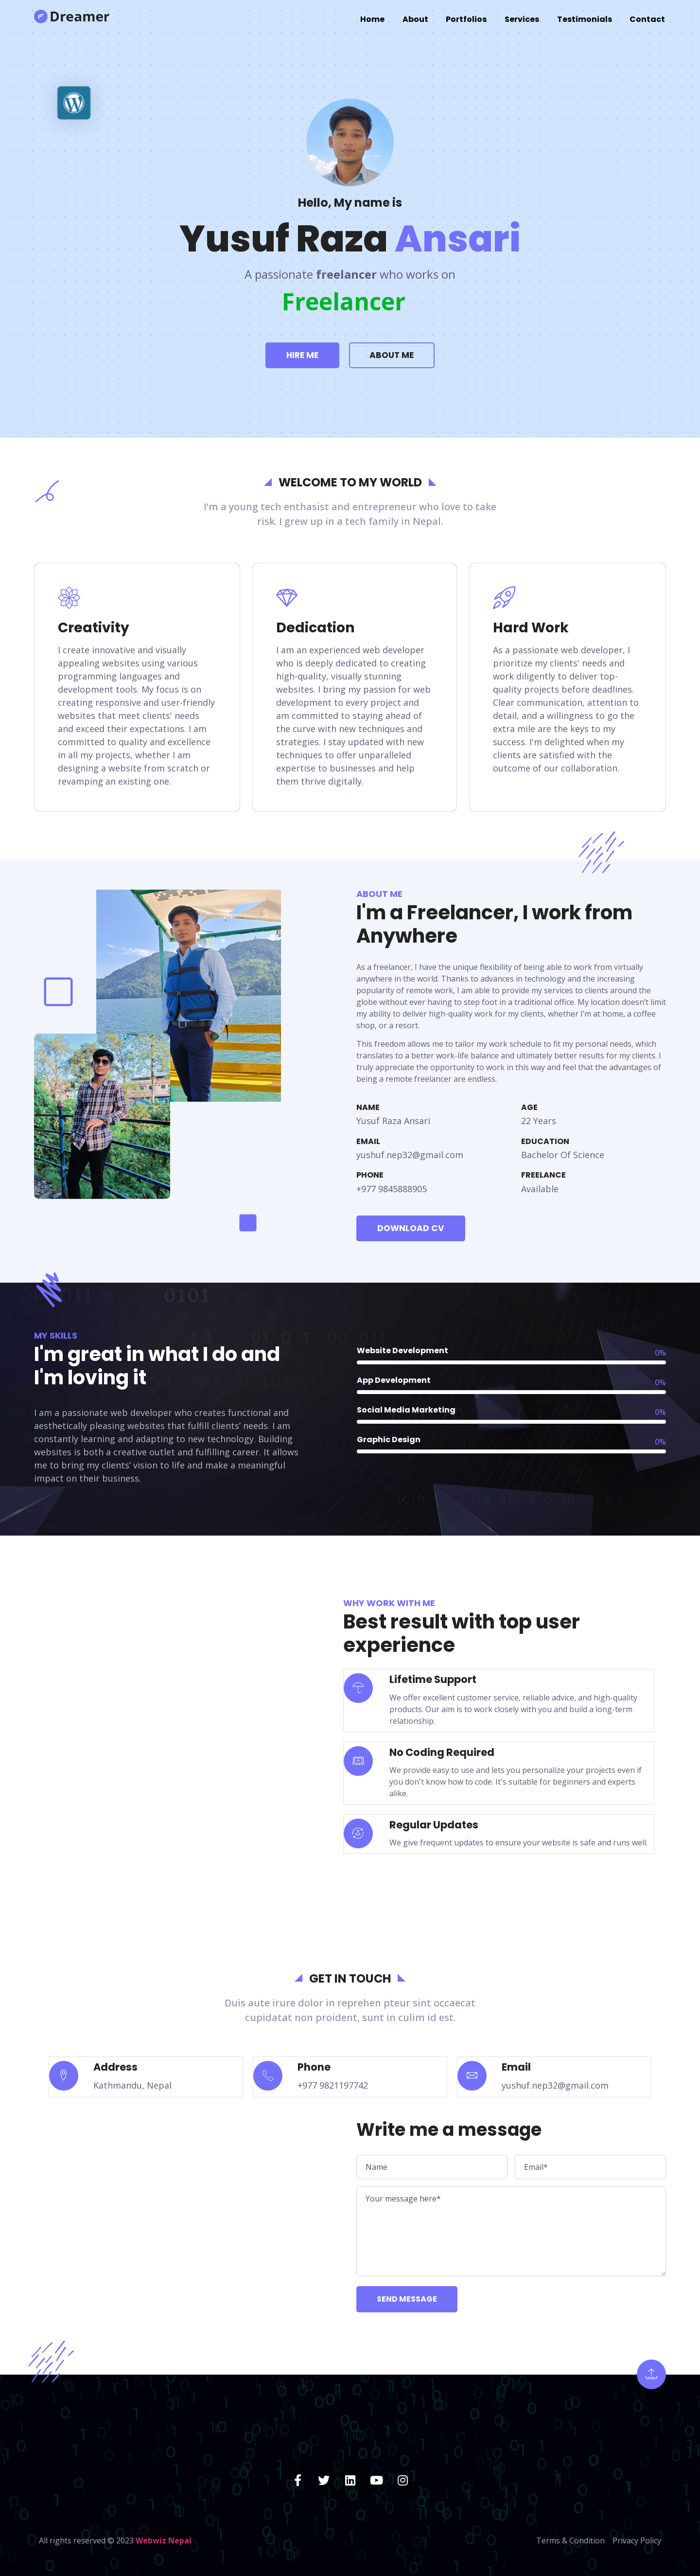 Dreamer
Home About Portfolios Services Testimonials Contact
Hello, My name is
Yusuf Raza Ansari
A passionate freelancer who works on
Freelancer
HIRE ME
ABOUT ME
WELCOME TO MY WORLD
I'm a young tech enthasist and entrepreneur who love to take
risk. I grew up in a tech family in Nepal.
Creativity
I create innovative and visually
appealing websites using various
programming languages and
development tools. My focus is on
creating responsive and user-friendly
websites that meet clients' needs
and exceed their expectations. I am
committed to quality and excellence
in all my projects, whether I am
designing a website from scratch or
revamping an existing one.
Dedication
I am an experienced web developer
who is deeply dedicated to creating
high-quality, visually stunning
websites. I bring my passion for web
development to every project and
am committed to staying ahead of
the curve with new techniques and
strategies. I stay updated with new
techniques to offer unparalleled
expertise to businesses and help
them thrive digitally.
Hard Work
As a passionate web developer, I
prioritize my clients' needs and
work diligently to deliver top-
quality projects before deadlines.
Clear communication, attention to
detail, and a willingness to go the
extra mile are the keys to my
success. I'm delighted when my
clients are satisfied with the
outcome of our collaboration.
ABOUT ME
I'm a Freelancer, I work from
Anywhere
As a freelancer, I have the unique flexibility of being able to work from virtually
anywhere in the world. Thanks to advances in technology and the increasing
popularity of remote work, I am able to provide my services to clients around the
globe without ever having to step foot in a traditional office. My location doesn't limit
my ability to deliver high-quality work for my clients, whether I'm at home, a coffee
shop, or a resort.
This freedom allows me to tailor my work schedule to fit my personal needs, which
translates to a better work-life balance and ultimately better results for my clients. I
truly appreciate the opportunity to work in this way and feel that the advantages of
being a remote freelancer are endless.
NAME
Yusuf Raza Ansari
AGE
22 Years
EMAIL
yushuf.nep32@gmail.com
EDUCATION
Bachelor Of Science
PHONE
+977 9845888905
FREELANCE
Available
DOWNLOAD CV
MY SKILLS
I'm great in what I do and
I'm loving it
I am a passionate web developer who creates functional and
aesthetically pleasing websites that fulfill clients' needs. I am
constantly learning and adapting to new technology. Building
websites is both a creative outlet and fulfilling career. It allows
me to bring my clients' vision to life and make a meaningful
impact on their business.
Website Development 0%
App Development 0%
Social Media Marketing 0%
Graphic Design 0%
WHY WORK WITH ME
Best result with top user
experience
Lifetime Support
We offer excellent customer service, reliable advice, and high-quality
products. Our aim is to work closely with you and build a long-term
relationship.
No Coding Required
We provide easy to use and lets you personalize your projects even if
you don't know how to code. It's suitable for beginners and experts
alike.
Regular Updates
We give frequent updates to ensure your website is safe and runs well.
GET IN TOUCH
Duis aute irure dolor in reprehen pteur sint occaecat
cupidatat non proident, sunt in culim id est.
Address
Kathmandu, Nepal
Phone
+977 9821197742
Email
yushuf.nep32@gmail.com
Write me a message
Name
Email*
Your message here*
SEND MESSAGE
All rights reserved © 2023 Webwiz Nepal
Terms & Condition Privacy Policy